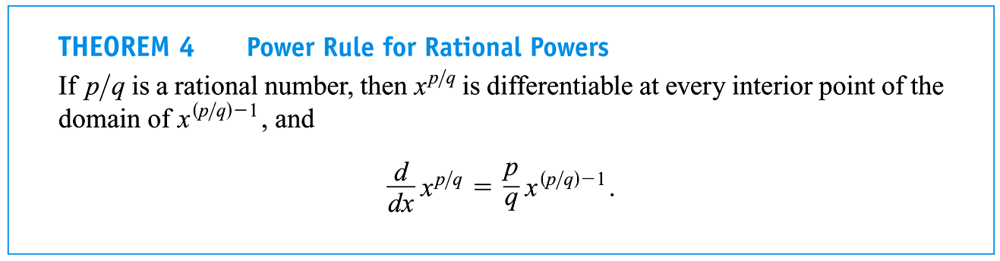 THEOREM 4 Power Rule for Rational Powers
If p/q is a rational number, then x^{p/q} is differentiable at every interior point of the
domain of x^{(p/q)−1}, and
\frac{d}{dx} x^{p/q} = \frac{p}{q} x^{(p/q)−1}.